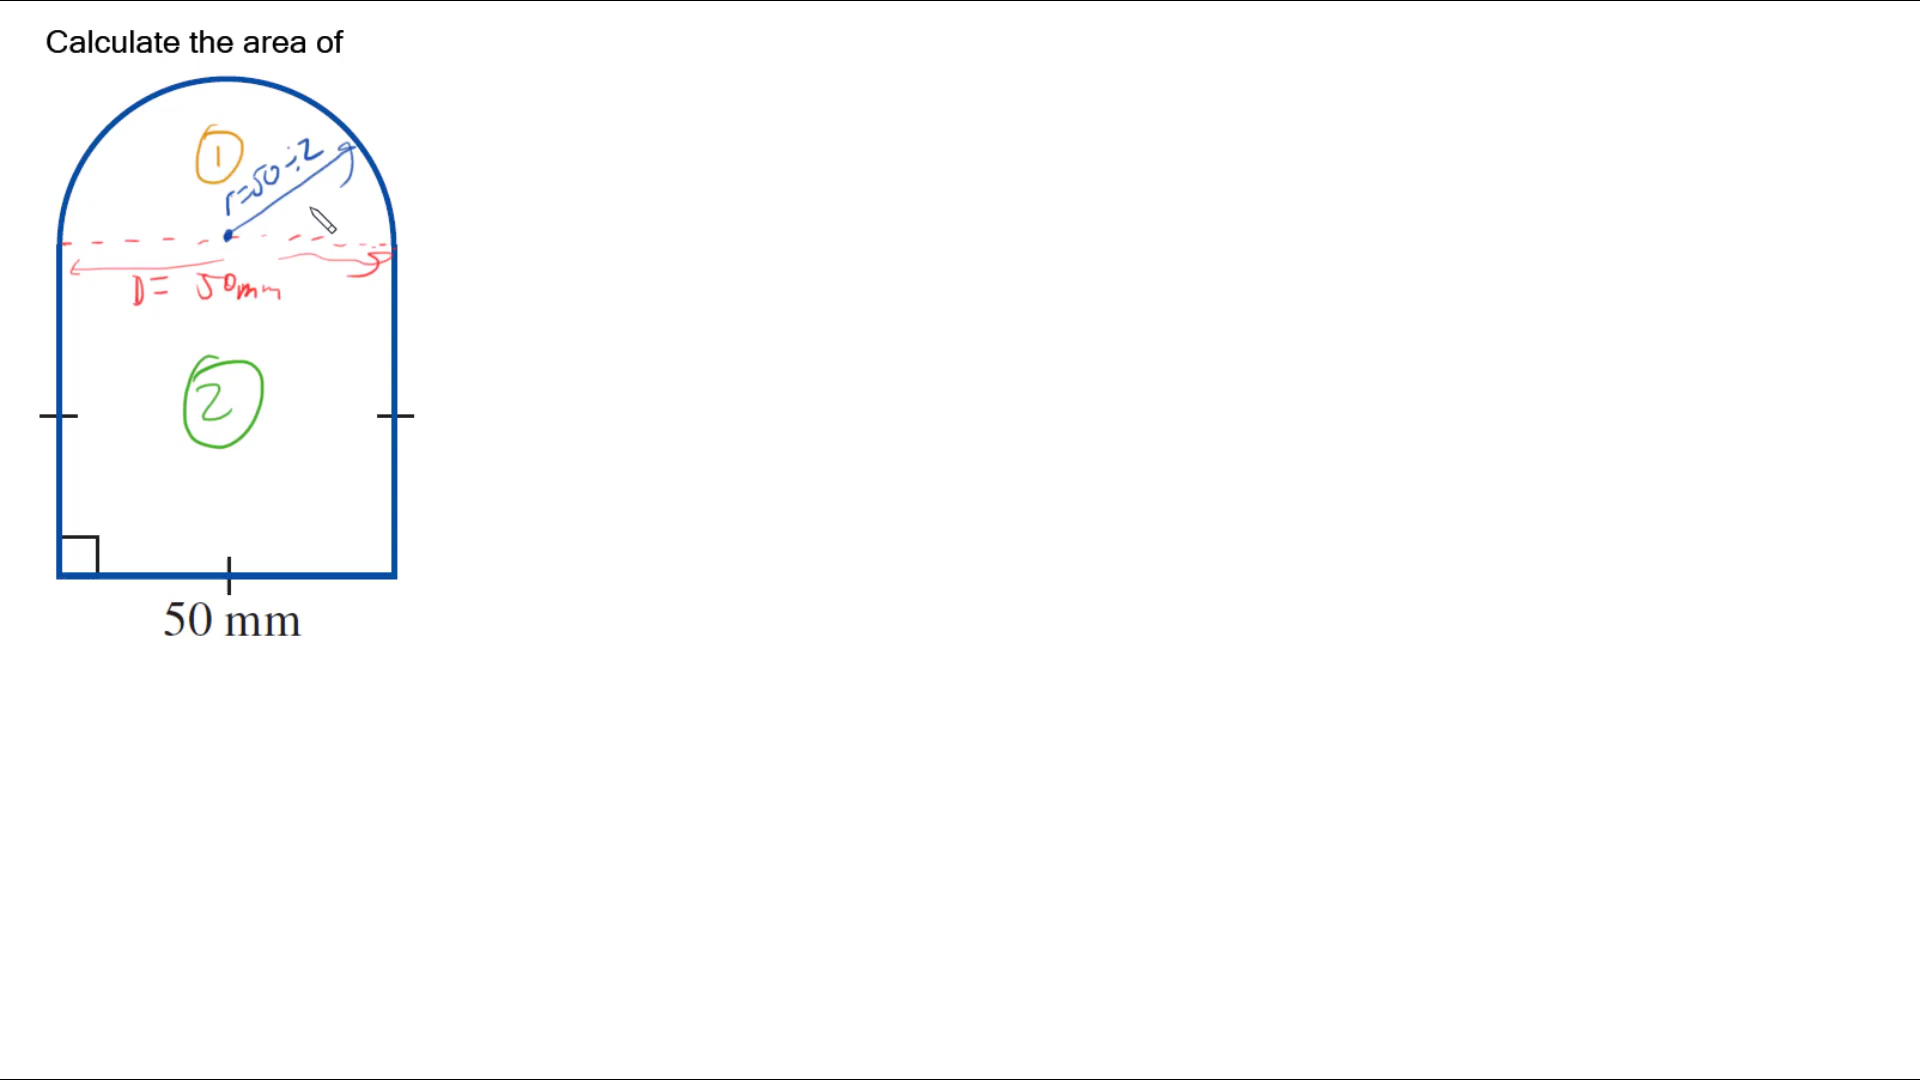 Calculate the area of
1
r=50÷2
D= 50mm
2
50 mm